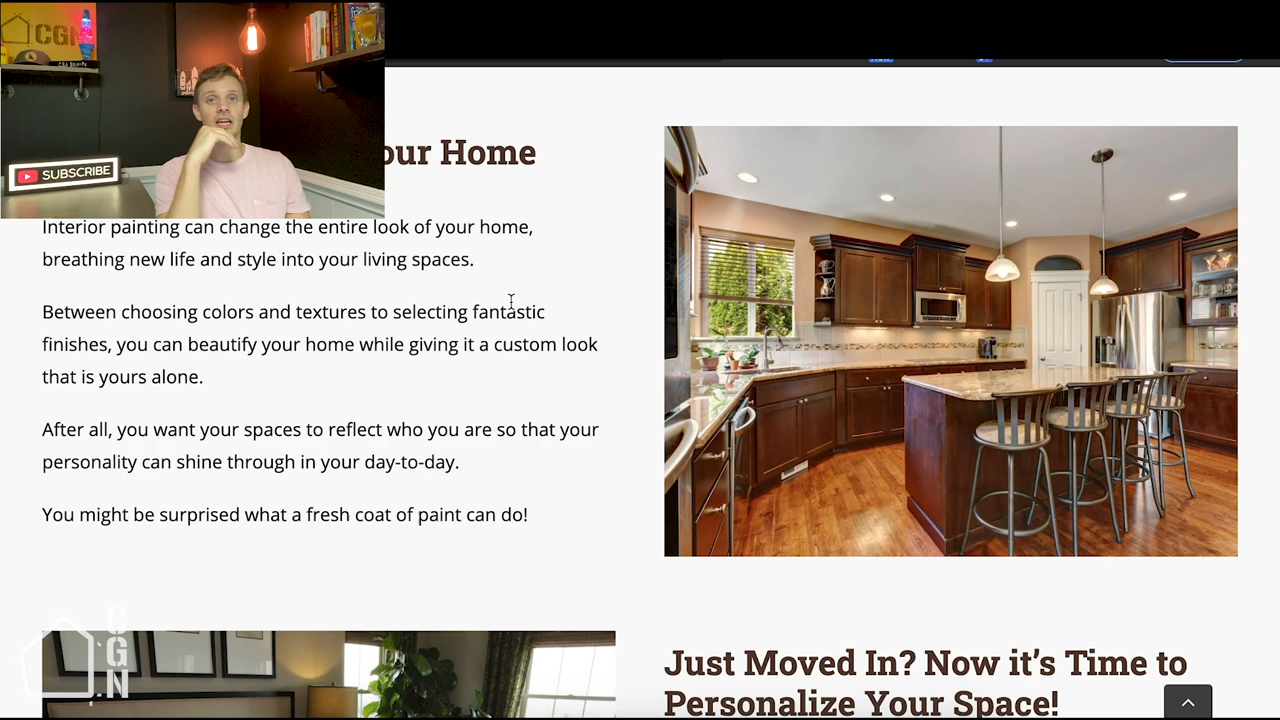 CGN
SUBSCRIBE
our Home
Interior painting can change the entire look of your home,
breathing new life and style into your living spaces.
Between choosing colors and textures to selecting fantastic
finishes, you can beautify your home while giving it a custom look
that is yours alone.
After all, you want your spaces to reflect who you are so that your
personality can shine through in your day-to-day.
You might be surprised what a fresh coat of paint can do!
CGN
Just Moved In? Now it’s Time to
Personalize Your Space!